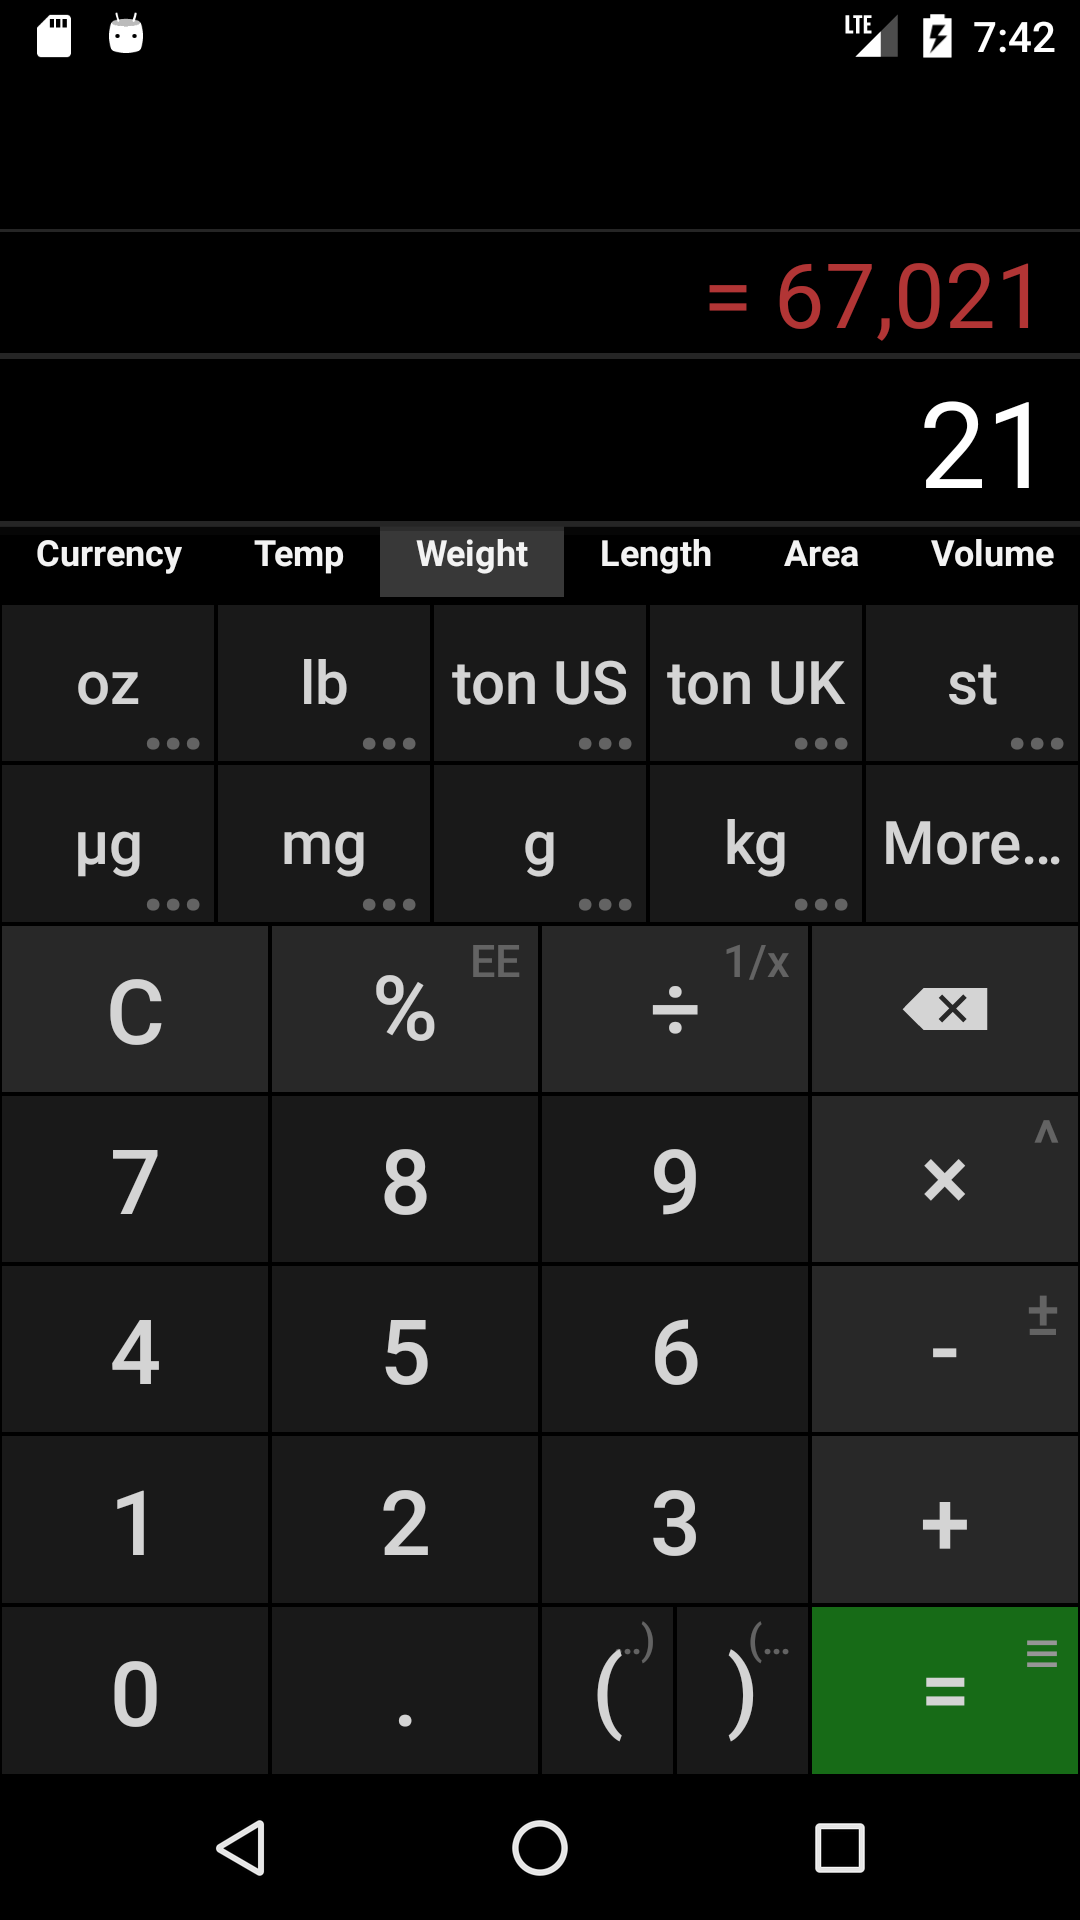 LTE 7:42
= 67,021
21
Currency Temp Weight Length Area Volume
oz lb ton US ton UK st
µg mg g kg More...
C % EE ÷ 1/x
7 8 9 × ^
4 5 6 - ±
1 2 3 +
0 . ( ..) ) (... =